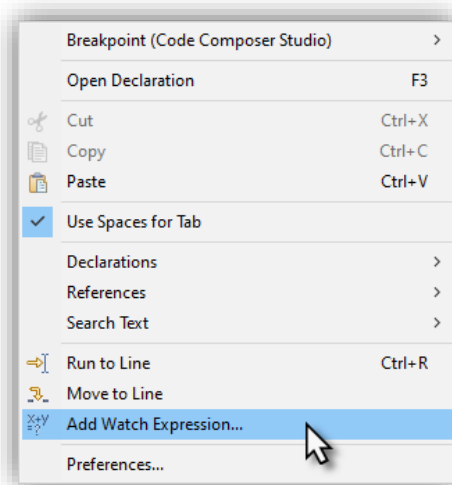 Breakpoint (Code Composer Studio) >
Open Declaration F3
Cut Ctrl+X
Copy Ctrl+C
Paste Ctrl+V
Use Spaces for Tab
Declarations >
References >
Search Text >
Run to Line Ctrl+R
Move to Line
Add Watch Expression...
Preferences...